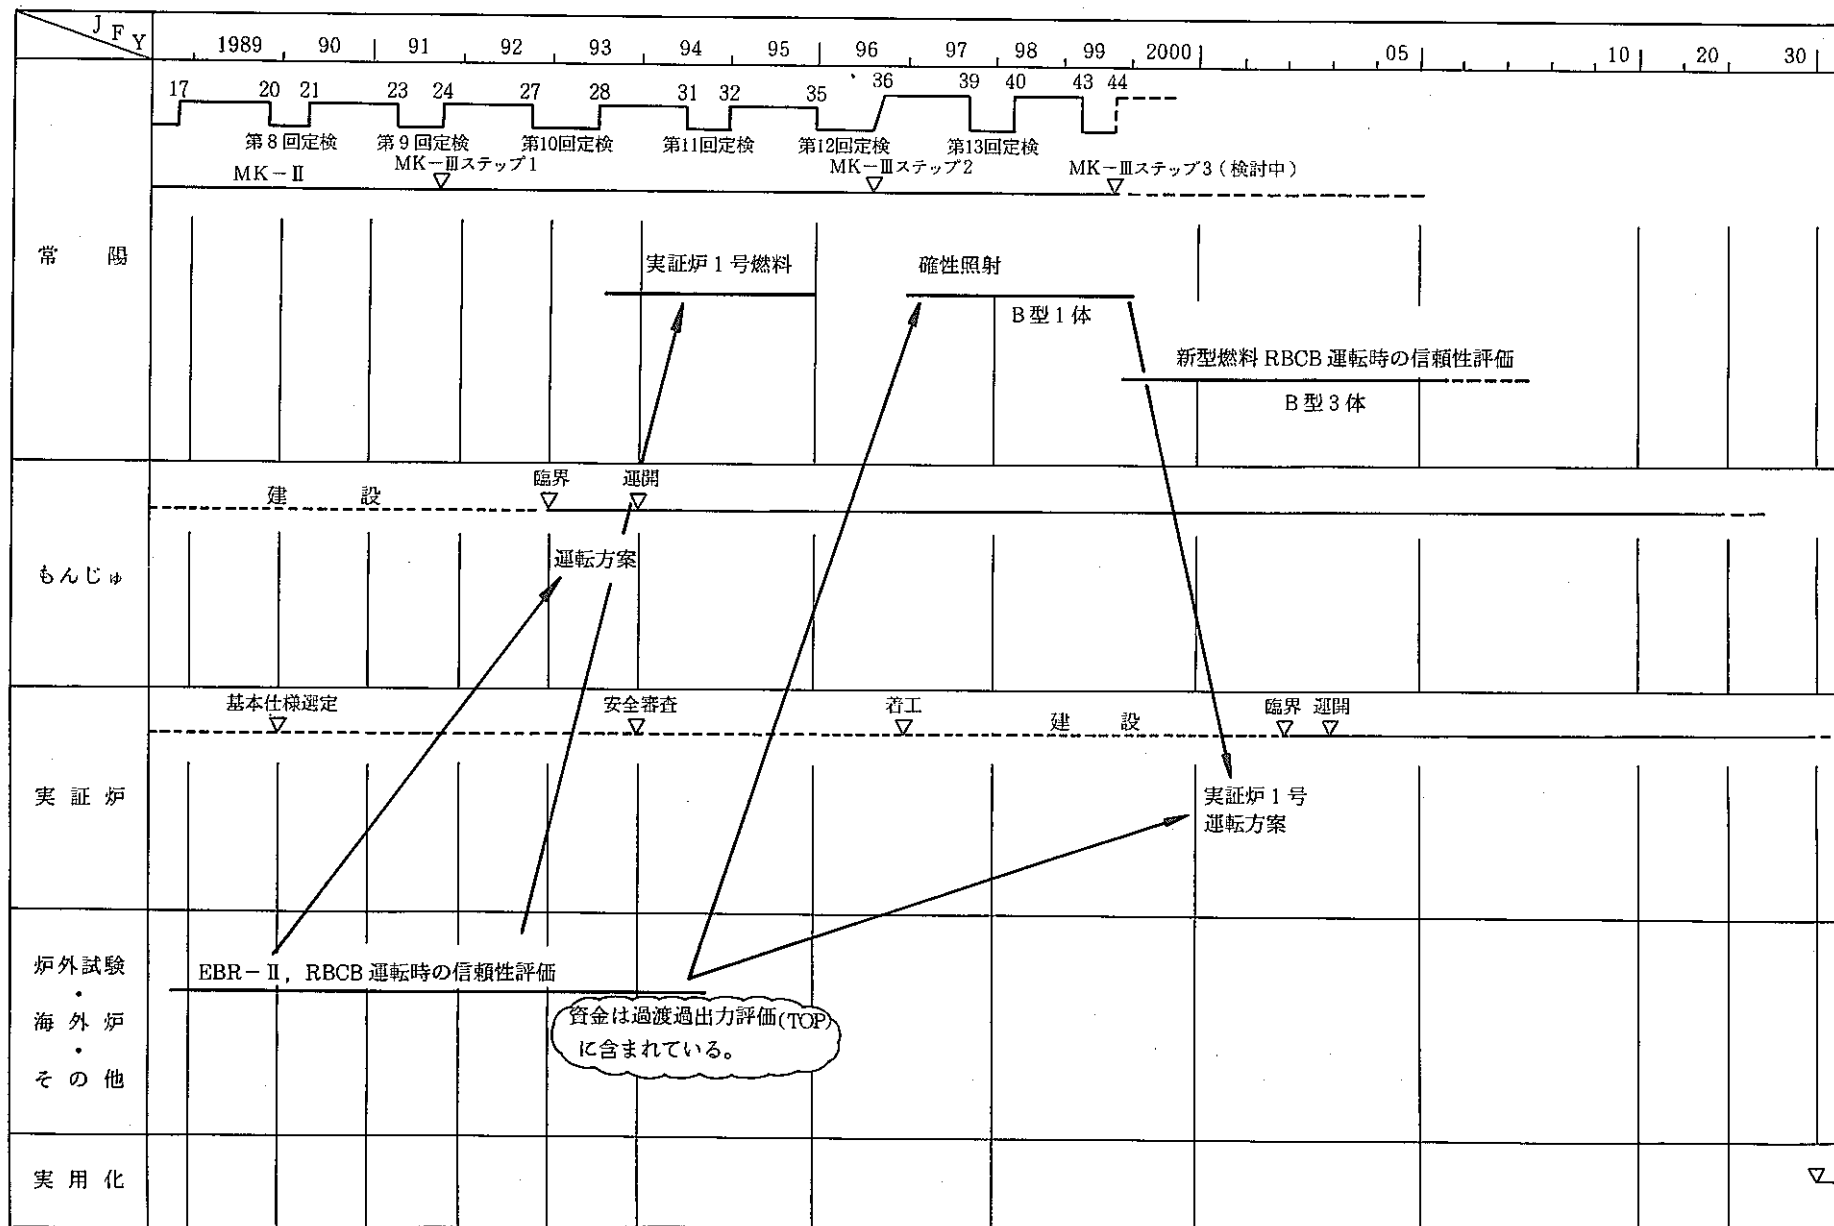 JFY
1989 90 91 92 93 94 95 96 97 98 99 2000 05 10 20 30
17 20 21 23 24 27 28 31 32 35 36 39 40 43 44
第8回定検 第9回定検 第10回定検 第11回定検 第12回定検 第13回定検
MK-Ⅱ MK-Ⅲステップ1 MK-Ⅲステップ2 MK-Ⅲステップ3(検討中)
常陽
実証炉1号燃料 確性照射
B型1体
新型燃料 RBCB 運転時の信頼性評価
B型3体
建設 臨界 運開
もんじゅ
運転方案
基本仕様選定 安全審査 着工 建設 臨界 運開
実証炉
実証炉1号
運転方案
炉外試験
・
海外炉
・
その他
EBR-Ⅱ, RBCB 運転時の信頼性評価
資金は過渡過出力評価(TOP)
に含まれている。
実用化